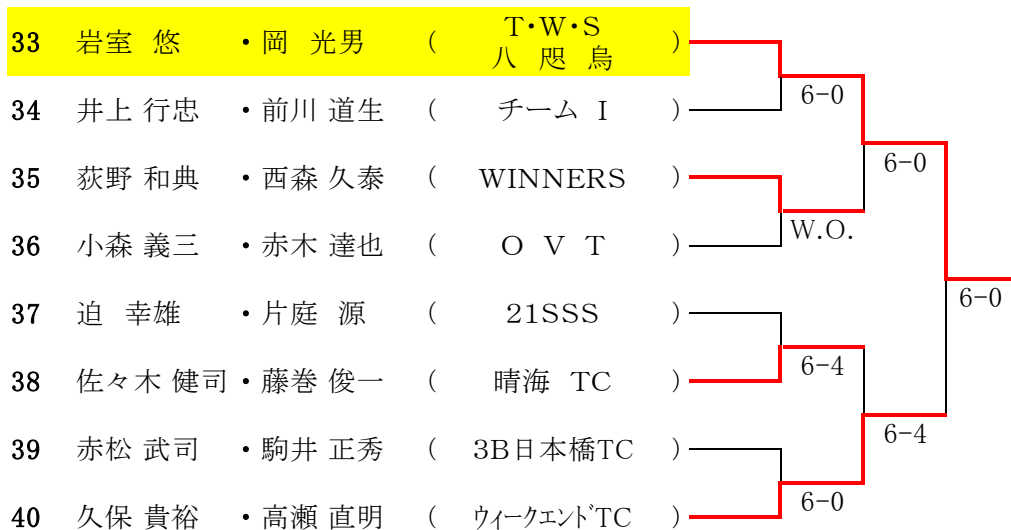 33 岩室 悠 ・岡 光男 ( T・W・S 八 咫 烏 )
34 井上 行忠 ・前川 道生 ( チーム I )
6-0
35 荻野 和典 ・西森 久泰 ( WINNERS )
6-0
36 小森 義三 ・赤木 達也 ( O V T )
W.O.
37 迫 幸雄 ・片庭 源 ( 21SSS )
6-0
38 佐々木 健司・藤巻 俊一 ( 晴海 TC )
6-4
39 赤松 武司 ・駒井 正秀 ( 3B日本橋TC )
6-4
40 久保 貴裕 ・高瀬 直明 ( ウィークエンドTC )
6-0